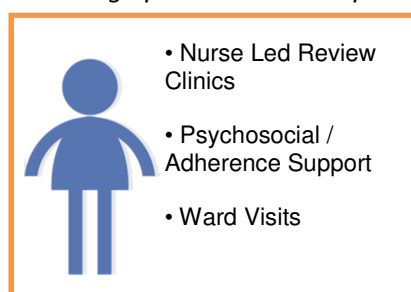 • Nurse Led Review
Clinics
• Psychosocial /
Adherence Support
• Ward Visits